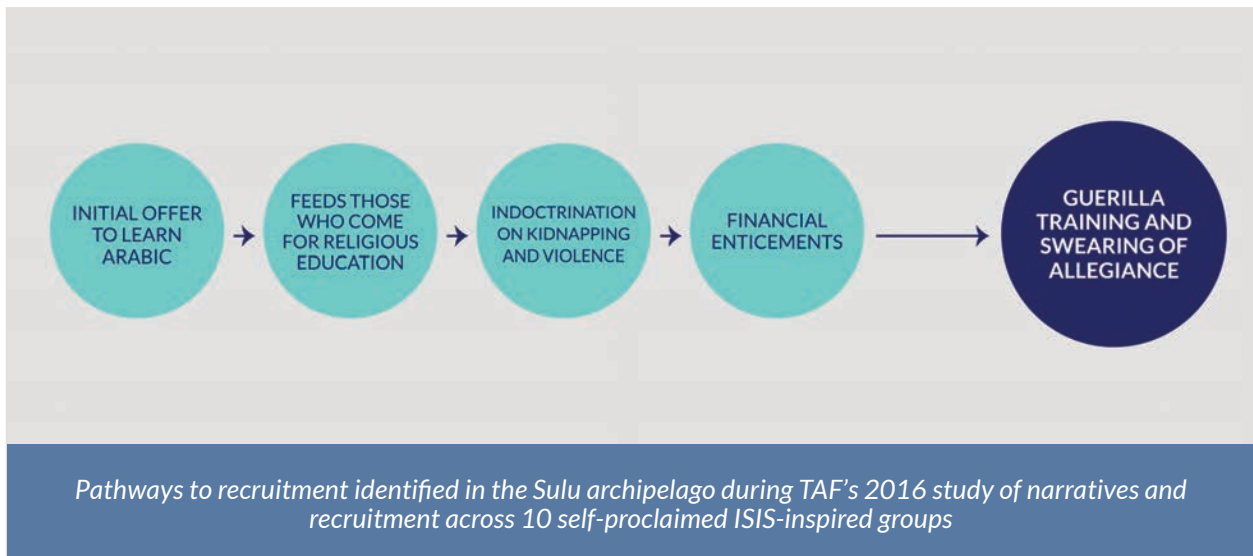 INITIAL OFFER
TO LEARN
ARABIC
FEEDS THOSE
WHO COME
FOR RELIGIOUS
EDUCATION
INDOCTRINATION
ON KIDNAPPING
AND VIOLENCE
FINANCIAL
ENTICEMENTS
GUERILLA
TRAINING AND
SWEARING OF
ALLEGIANCE
Pathways to recruitment identified in the Sulu archipelago during TAF's 2016 study of narratives and
recruitment across 10 self-proclaimed ISIS-inspired groups